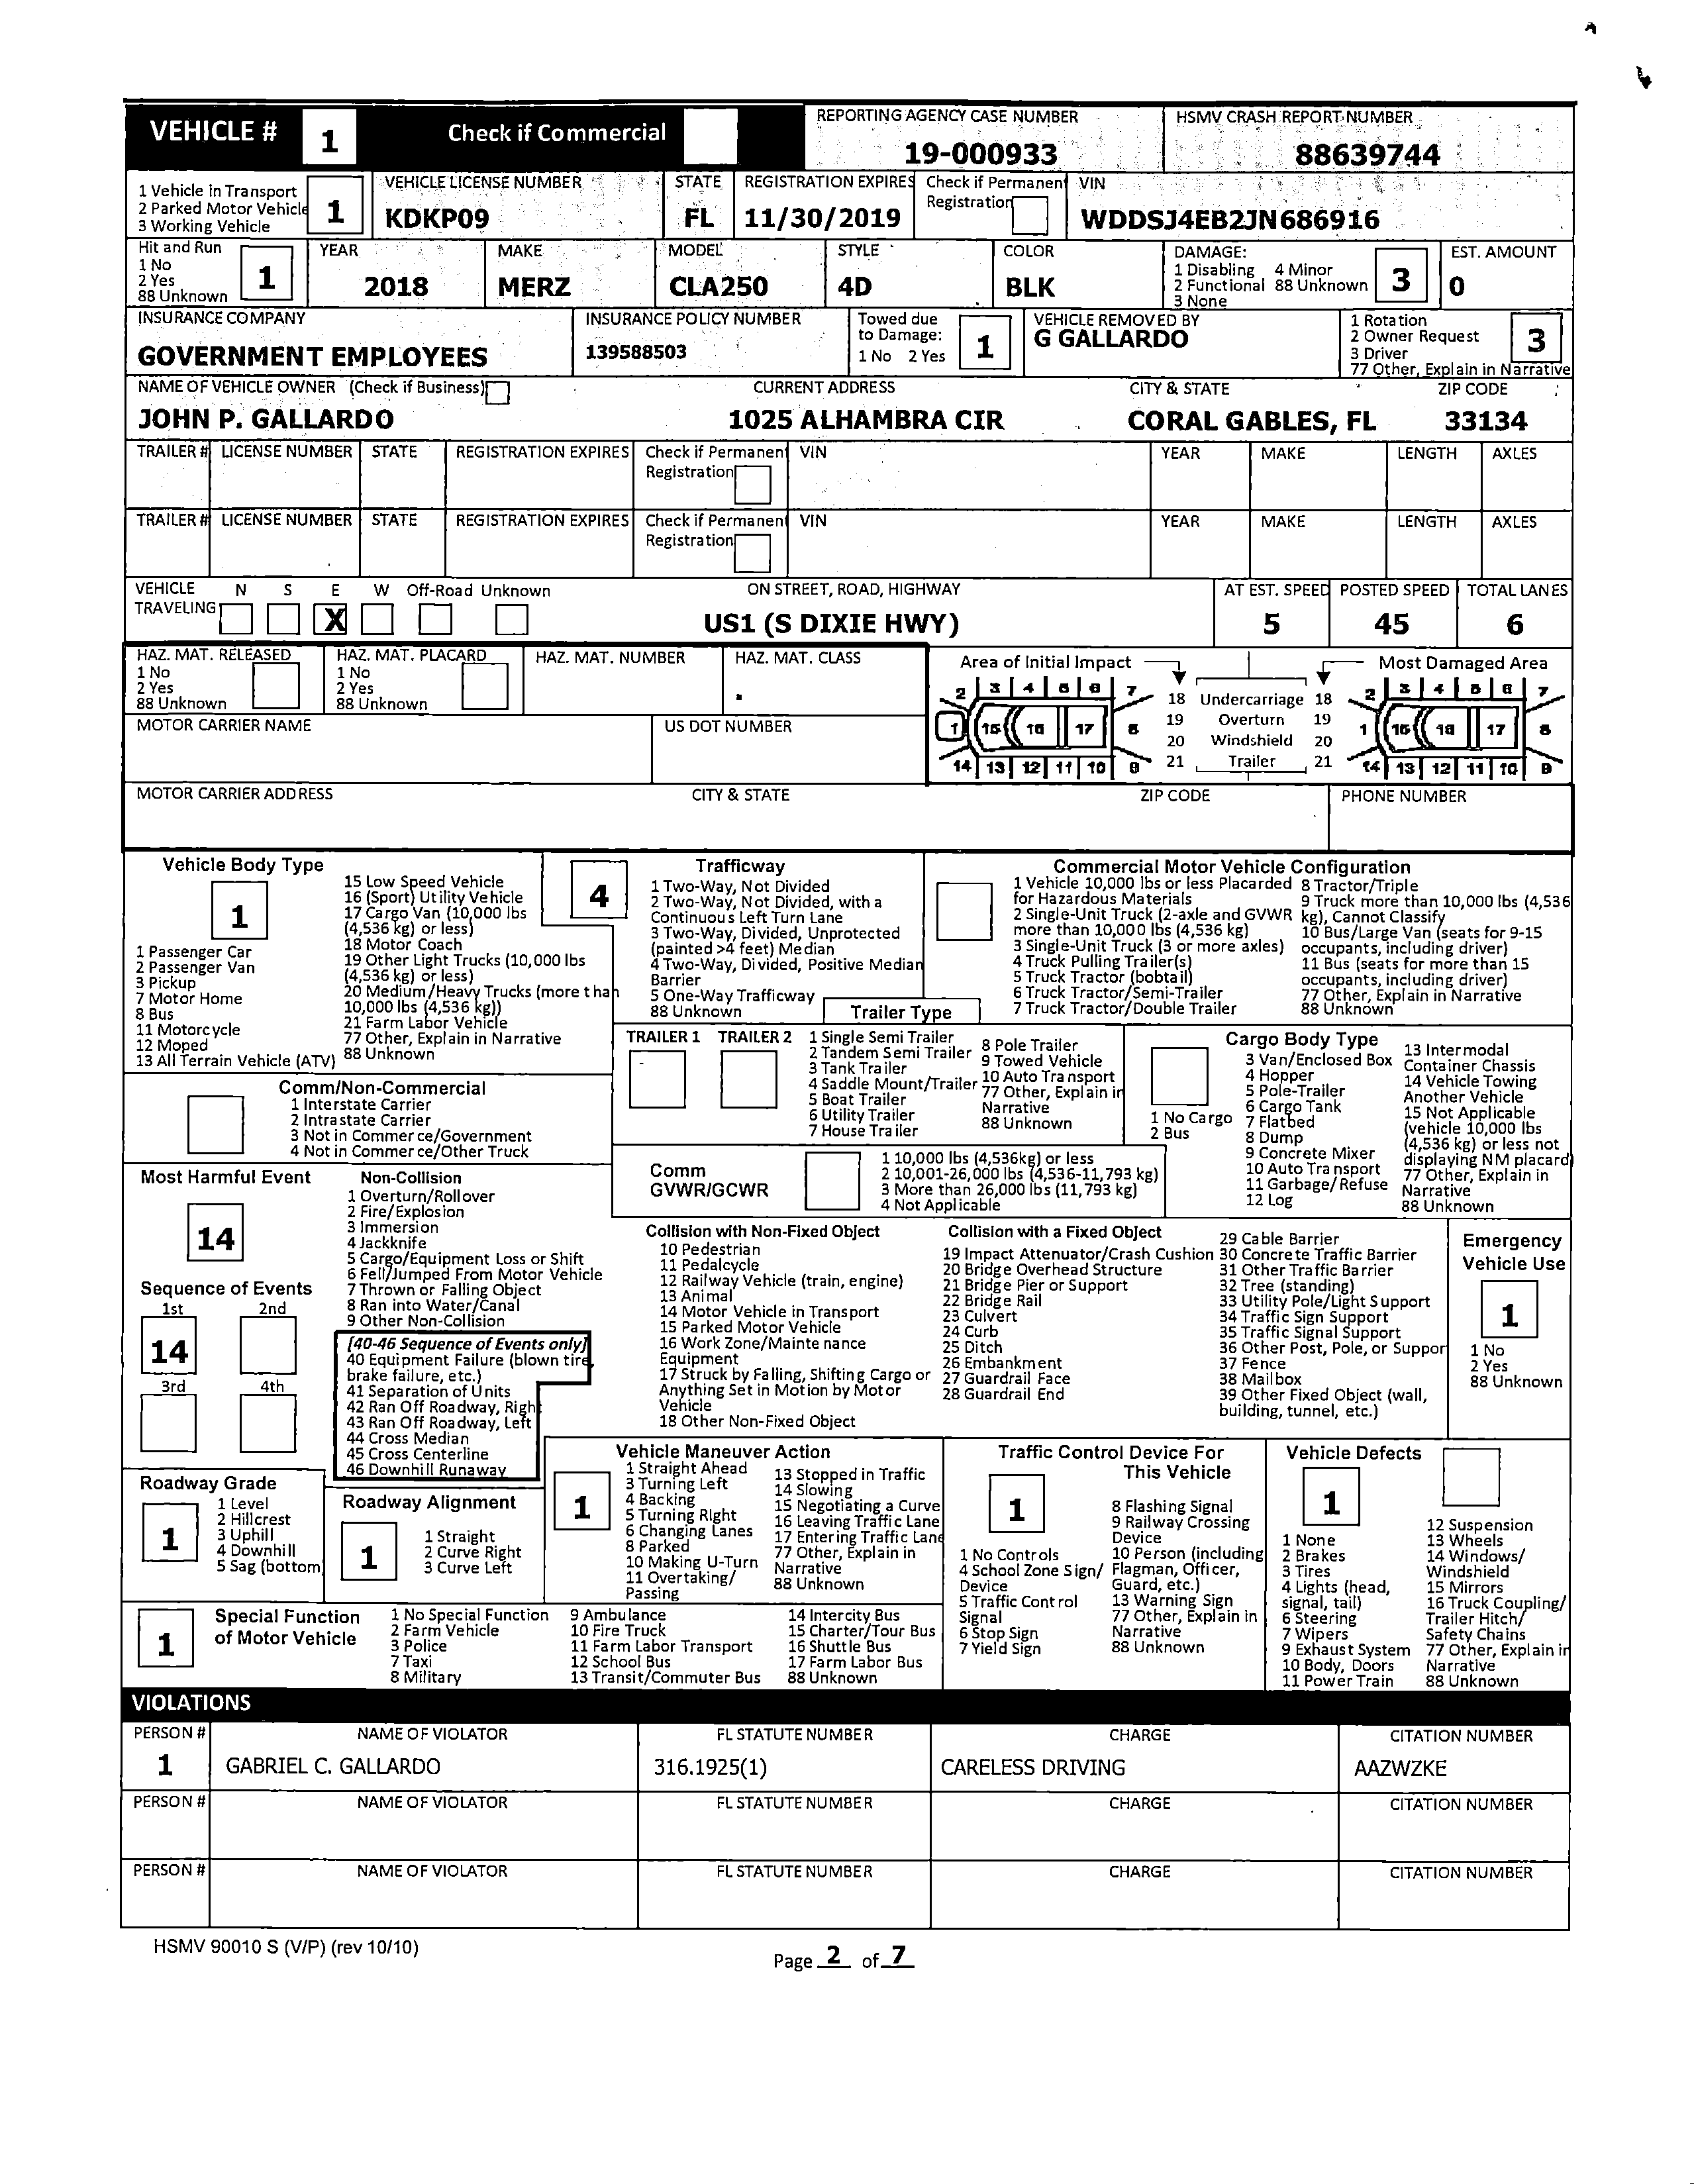 VEHICLE # 1 Check if Commercial
REPORTING AGENCY CASE NUMBER
19-000933
HSMV CRASH REPORT NUMBER
88639744
1 Vehicle in Transport
2 Parked Motor Vehicle
3 Working Vehicle
1
VEHICLE LICENSE NUMBER
KDKP09
STATE
FL
REGISTRATION EXPIRES
11/30/2019
Check if Permanen
Registration
VIN
WDDSJ4EB2JN686916
Hit and Run
1 No
2 Yes
88 Unknown
1
YEAR
2018
MAKE
MERZ
MODEL
CLA250
STYLE
4D
COLOR
BLK
DAMAGE:
1 Disabling 4 Minor
2 Functional 88 Unknown
3 None
3
EST. AMOUNT
0
INSURANCE COMPANY
GOVERNMENT EMPLOYEES
INSURANCE POLICY NUMBER
139588503
Towed due
to Damage:
1 No 2 Yes
1
VEHICLE REMOVED BY
G GALLARDO
1 Rotation
2 Owner Request
3 Driver
77 Other, Explain in Narrative
3
NAME OF VEHICLE OWNER (Check if Business)
JOHN P. GALLARDO
CURRENT ADDRESS
1025 ALHAMBRA CIR
CITY & STATE
CORAL GABLES, FL
ZIP CODE
33134
TRAILER # LICENSE NUMBER STATE REGISTRATION EXPIRES Check if Permanen VIN YEAR MAKE LENGTH AXLES
Registration
TRAILER # LICENSE NUMBER STATE REGISTRATION EXPIRES Check if Permanen VIN YEAR MAKE LENGTH AXLES
Registration
VEHICLE N S E W Off-Road Unknown
TRAVELING X
ON STREET, ROAD, HIGHWAY
US1 (S DIXIE HWY)
AT EST. SPEED
5
POSTED SPEED
45
TOTAL LANES
6
HAZ. MAT. RELEASED
1 No
2 Yes
88 Unknown
HAZ. MAT. PLACARD
1 No
2 Yes
88 Unknown
HAZ. MAT. NUMBER
HAZ. MAT. CLASS
MOTOR CARRIER NAME
US DOT NUMBER
Area of Initial Impact Most Damaged Area
2 3 4 5 6 7
1 15 16 17 8
14 13 12 11 10 9
18 Undercarriage 18
19 Overturn 19
20 Windshield 20
21 Trailer 21
2 3 4 5 6 7
1 15 16 17 8
14 13 12 11 10 9
MOTOR CARRIER ADDRESS CITY & STATE ZIP CODE PHONE NUMBER
Vehicle Body Type
1
1 Passenger Car
2 Passenger Van
3 Pickup
7 Motor Home
8 Bus
11 Motorcycle
12 Moped
13 All Terrain Vehicle (ATV)
15 Low Speed Vehicle
16 (Sport) Utility Vehicle
17 Cargo Van (10,000 lbs
(4,536 kg) or less)
18 Motor Coach
19 Other Light Trucks (10,000 lbs
(4,536 kg) or less)
20 Medium/Heavy Trucks (more than
10,000 lbs (4,536 kg))
21 Farm Labor Vehicle
77 Other, Explain in Narrative
88 Unknown
4
Trafficway
1 Two-Way, Not Divided
2 Two-Way, Not Divided, with a
Continuous Left Turn Lane
3 Two-Way, Divided, Unprotected
(painted >4 feet) Median
4 Two-Way, Divided, Positive Median
Barrier
5 One-Way Trafficway
88 Unknown
Commercial Motor Vehicle Configuration
1 Vehicle 10,000 lbs or less Placarded
for Hazardous Materials
2 Single-Unit Truck (2-axle and GVWR
more than 10,000 lbs (4,536 kg)
3 Single-Unit Truck (3 or more axles)
4 Truck Pulling Trailer(s)
5 Truck Tractor (bobtail)
6 Truck Tractor/Semi-Trailer
7 Truck Tractor/Double Trailer
8 Tractor/Triple
9 Truck more than 10,000 lbs (4,536
kg), Cannot Classify
10 Bus/Large Van (seats for 9-15
occupants, including driver)
11 Bus (seats for more than 15
occupants, including driver)
77 Other, Explain in Narrative
88 Unknown
Trailer Type
TRAILER 1 TRAILER 2
1 Single Semi Trailer
2 Tandem Semi Trailer
3 Tank Trailer
4 Saddle Mount/Trailer
5 Boat Trailer
6 Utility Trailer
7 House Trailer
8 Pole Trailer
9 Towed Vehicle
10 Auto Transport
77 Other, Explain in
Narrative
88 Unknown
Cargo Body Type
1 No Cargo
2 Bus
3 Van/Enclosed Box
4 Hopper
5 Pole-Trailer
6 Cargo Tank
7 Flatbed
8 Dump
9 Concrete Mixer
10 Auto Transport
11 Garbage/Refuse
12 Log
13 Intermodal
Container Chassis
14 Vehicle Towing
Another Vehicle
15 Not Applicable
(vehicle 10,000 lbs
(4,536 kg) or less not
displaying NM placard
77 Other, Explain in
Narrative
88 Unknown
Comm/Non-Commercial
1 Interstate Carrier
2 Intrastate Carrier
3 Not in Commerce/Government
4 Not in Commerce/Other Truck
Comm
GVWR/GCWR
1 10,000 lbs (4,536kg) or less
2 10,001-26,000 lbs (4,536-11,793 kg)
3 More than 26,000 lbs (11,793 kg)
4 Not Applicable
Most Harmful Event
14
Sequence of Events
1st 2nd
14
3rd 4th
Non-Collision
1 Overturn/Rollover
2 Fire/Explosion
3 Immersion
4 Jackknife
5 Cargo/Equipment Loss or Shift
6 Fell/Jumped From Motor Vehicle
7 Thrown or Falling Object
8 Ran into Water/Canal
9 Other Non-Collision
[40-46 Sequence of Events only]
40 Equipment Failure (blown tire,
brake failure, etc.)
41 Separation of Units
42 Ran Off Roadway, Righ
43 Ran Off Roadway, Left
44 Cross Median
45 Cross Centerline
46 Downhill Runaway
Collision with Non-Fixed Object
10 Pedestrian
11 Pedalcycle
12 Railway Vehicle (train, engine)
13 Animal
14 Motor Vehicle in Transport
15 Parked Motor Vehicle
16 Work Zone/Maintenance
Equipment
17 Struck by Falling, Shifting Cargo or
Anything Set in Motion by Motor
Vehicle
18 Other Non-Fixed Object
Collision with a Fixed Object
19 Impact Attenuator/Crash Cushion
20 Bridge Overhead Structure
21 Bridge Pier or Support
22 Bridge Rail
23 Culvert
24 Curb
25 Ditch
26 Embankment
27 Guardrail Face
28 Guardrail End
29 Cable Barrier
30 Concrete Traffic Barrier
31 Other Traffic Barrier
32 Tree (standing)
33 Utility Pole/Light Support
34 Traffic Sign Support
35 Traffic Signal Support
36 Other Post, Pole, or Suppor
37 Fence
38 Mailbox
39 Other Fixed Object (wall,
building, tunnel, etc.)
Emergency
Vehicle Use
1
1 No
2 Yes
88 Unknown
Roadway Grade
1
1 Level
2 Hillcrest
3 Uphill
4 Downhill
5 Sag (bottom
Roadway Alignment
1
1 Straight
2 Curve Right
3 Curve Left
Vehicle Maneuver Action
1
1 Straight Ahead
3 Turning Left
4 Backing
5 Turning Right
6 Changing Lanes
8 Parked
10 Making U-Turn
11 Overtaking/
Passing
13 Stopped in Traffic
14 Slowing
15 Negotiating a Curve
16 Leaving Traffic Lane
17 Entering Traffic Lane
77 Other, Explain in
Narrative
88 Unknown
Traffic Control Device For
This Vehicle
1
1 No Controls
4 School Zone Sign/
Device
5 Traffic Control
Signal
6 Stop Sign
7 Yield Sign
8 Flashing Signal
9 Railway Crossing
Device
10 Person (including
Flagman, Officer,
Guard, etc.)
13 Warning Sign
77 Other, Explain in
Narrative
88 Unknown
Vehicle Defects
1
1 None
2 Brakes
3 Tires
4 Lights (head,
signal, tail)
6 Steering
7 Wipers
9 Exhaust System
10 Body, Doors
11 Power Train
12 Suspension
13 Wheels
14 Windows/
Windshield
15 Mirrors
16 Truck Coupling/
Trailer Hitch/
Safety Chains
77 Other, Explain in
Narrative
88 Unknown
1
Special Function
of Motor Vehicle
1 No Special Function
2 Farm Vehicle
3 Police
7 Taxi
8 Military
9 Ambulance
10 Fire Truck
11 Farm Labor Transport
12 School Bus
13 Transit/Commuter Bus
14 Intercity Bus
15 Charter/Tour Bus
16 Shuttle Bus
17 Farm Labor Bus
88 Unknown
VIOLATIONS
PERSON # NAME OF VIOLATOR FL STATUTE NUMBER CHARGE CITATION NUMBER
1 GABRIEL C. GALLARDO 316.1925(1) CARELESS DRIVING AAZWZKE
PERSON # NAME OF VIOLATOR FL STATUTE NUMBER CHARGE CITATION NUMBER
PERSON # NAME OF VIOLATOR FL STATUTE NUMBER CHARGE CITATION NUMBER
HSMV 90010 S (V/P) (rev 10/10)
Page 2 of 7